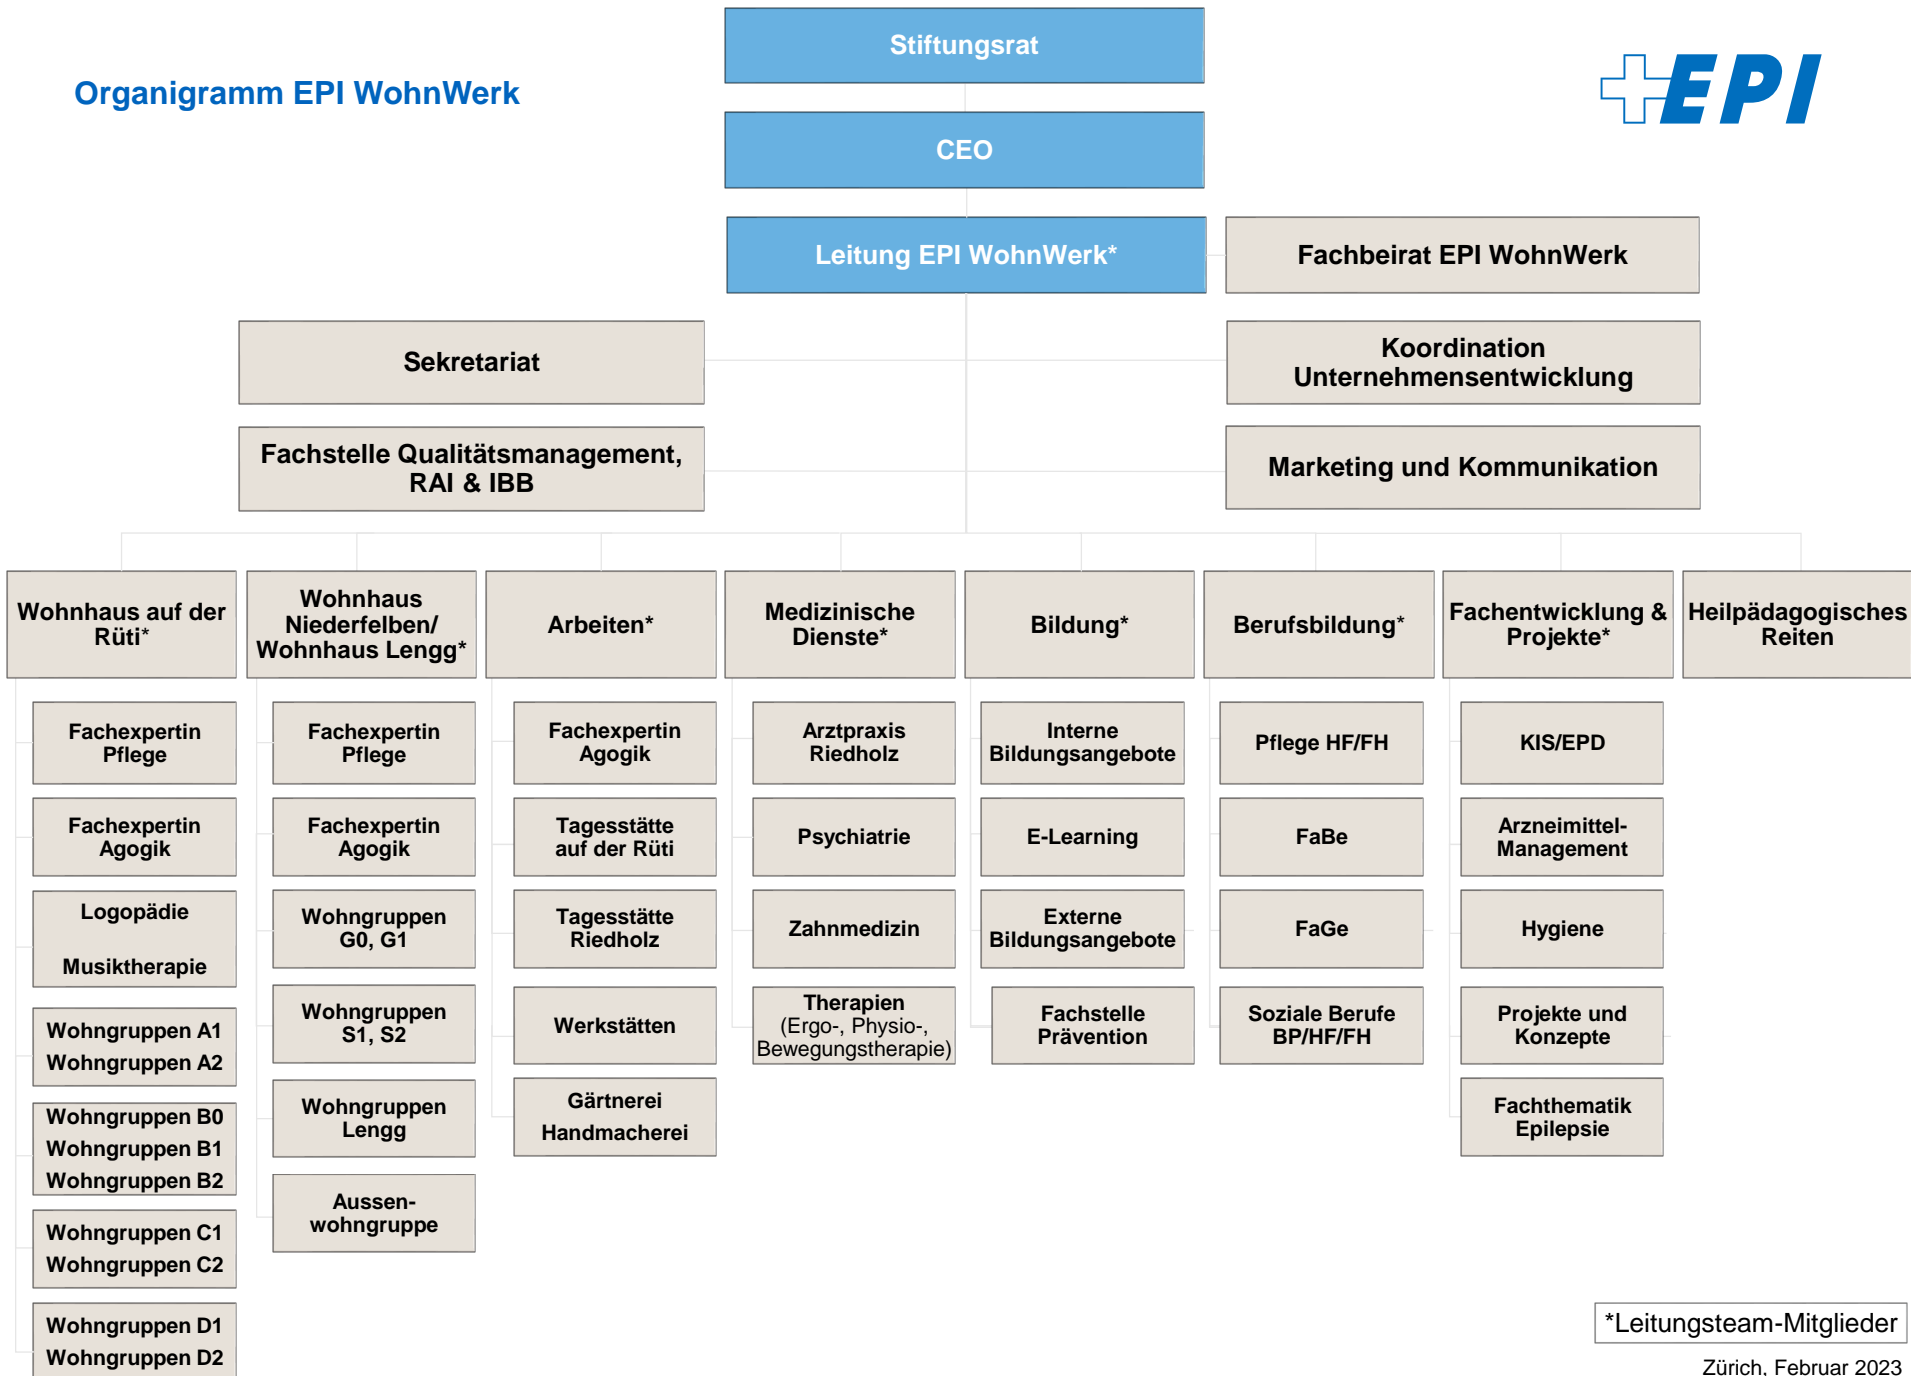 Stiftungsrat
Organigramm EPI WohnWerk
EPI
CEO
Leitung EPI WohnWerk*
Fachbeirat EPI WohnWerk
Sekretariat
Koordination
Unternehmensentwicklung
Fachstelle Qualitätsmanagement,
RAI & IBB
Marketing und Kommunikation
Wohnhaus auf der
Rüti*
Fachexpertin
Pflege
Fachexpertin
Agogik
Logopädie
Musiktherapie
Wohngruppen A1
Wohngruppen A2
Wohngruppen B0
Wohngruppen B1
Wohngruppen B2
Wohngruppen C1
Wohngruppen C2
Wohngruppen D1
Wohngruppen D2
Wohnhaus
Niederfelben/
Wohnhaus Lengg*
Fachexpertin
Pflege
Fachexpertin
Agogik
Wohngruppen
G0, G1
Wohngruppen
S1, S2
Wohngruppen
Lengg
Aussen-
wohngruppe
Arbeiten*
Fachexpertin
Agogik
Tagesstätte
auf der Rüti
Tagesstätte
Riedholz
Werkstätten
Gärtnerei
Handmacherei
Medizinische
Dienste*
Arztpraxis
Riedholz
Psychiatrie
Zahnmedizin
Therapien
(Ergo-, Physio-,
Bewegungstherapie)
Bildung*
Interne
Bildungsangebote
E-Learning
Externe
Bildungsangebote
Fachstelle
Prävention
Berufsbildung*
Pflege HF/FH
FaBe
FaGe
Soziale Berufe
BP/HF/FH
Fachentwicklung &
Projekte*
KIS/EPD
Arzneimittel-
Management
Hygiene
Projekte und
Konzepte
Fachthematik
Epilepsie
Heilpädagogisches
Reiten
*Leitungsteam-Mitglieder
Zürich, Februar 2023